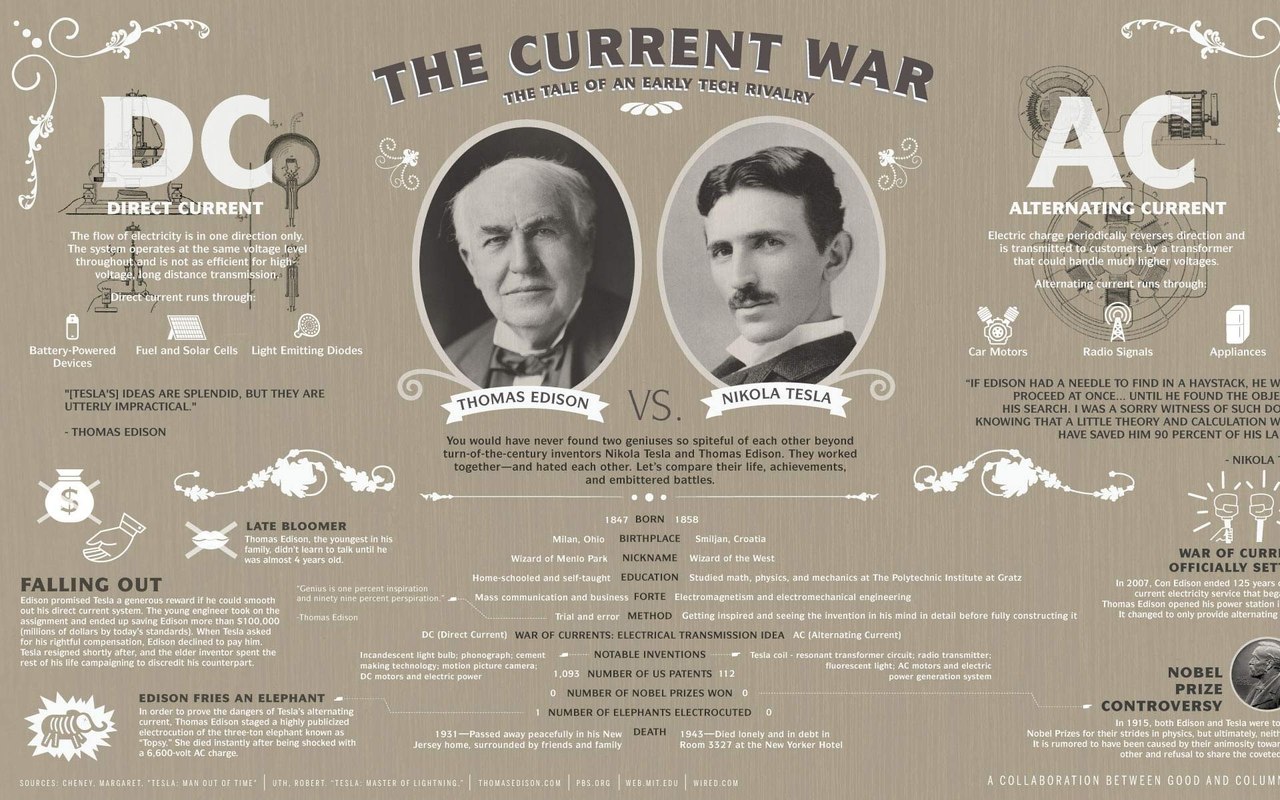 THE CURRENT WAR
THE TALE OF AN EARLY TECH RIVALRY
DC
DIRECT CURRENT
The flow of electricity is in one direction only.
The system operates at the same voltage level
throughout and is not as efficient for high-
voltage, long distance transmission.
Direct current runs through:
Battery-Powered
Devices
Fuel and Solar Cells
Light Emitting Diodes
"[TESLA'S] IDEAS ARE SPLENDID, BUT THEY ARE
UTTERLY IMPRACTICAL."
- THOMAS EDISON
AC
ALTERNATING CURRENT
Electric charge periodically reverses direction and
is transmitted to customers by a transformer
that could handle much higher voltages.
Alternating current runs through:
Car Motors
Radio Signals
Appliances
"IF EDISON HAD A NEEDLE TO FIND IN A HAYSTACK, HE W
PROCEED AT ONCE... UNTIL HE FOUND THE OBJE
HIS SEARCH. I WAS A SORRY WITNESS OF SUCH DO
KNOWING THAT A LITTLE THEORY AND CALCULATION W
HAVE SAVED HIM 90 PERCENT OF HIS LA
- NIKOLA T
THOMAS EDISON
VS.
NIKOLA TESLA
You would have never found two geniuses so spiteful of each other beyond
turn-of-the-century inventors Nikola Tesla and Thomas Edison. They worked
together—and hated each other. Let's compare their life, achievements,
and embittered battles.
$
LATE BLOOMER
Thomas Edison, the youngest in his
family, didn't learn to talk until he
was almost 4 years old.
FALLING OUT
Edison promised Tesla a generous reward if he could smooth
out his direct current system. The young engineer took on the
assignment and ended up saving Edison more than $100,000
(millions of dollars by today's standards). When Tesla asked
for his rightful compensation, Edison declined to pay him.
Tesla resigned shortly after, and the elder inventor spent the
rest of his life campaigning to discredit his counterpart.
"Genius is one percent inspiration
and ninety nine percent perspiration."
-Thomas Edison
EDISON FRIES AN ELEPHANT
In order to prove the dangers of Tesla's alternating
current, Thomas Edison staged a highly publicized
electrocution of the three-ton elephant known as
"Topsy." She died instantly after being shocked with
a 6,600-volt AC charge.
1847 BORN 1858
Milan, Ohio BIRTHPLACE Smiljan, Croatia
Wizard of Menlo Park NICKNAME Wizard of the West
Home-schooled and self-taught EDUCATION Studied math, physics, and mechanics at The Polytechnic Institute at Gratz
Mass communication and business FORTE Electromagnetism and electromechanical engineering
Trial and error METHOD Getting inspired and seeing the invention in his mind in detail before fully constructing it
DC (Direct Current) WAR OF CURRENTS: ELECTRICAL TRANSMISSION IDEA AC (Alternating Current)
Incandescent light bulb; phonograph; cement
making technology; motion picture camera;
DC motors and electric power
NOTABLE INVENTIONS
Tesla coil - resonant transformer circuit; radio transmitter;
fluorescent light; AC motors and electric
power generation system
1,093 NUMBER OF US PATENTS 112
0 NUMBER OF NOBEL PRIZES WON 0
1 NUMBER OF ELEPHANTS ELECTROCUTED 0
1931—Passed away peacefully in his New
Jersey home, surrounded by friends and family
DEATH
1943—Died lonely and in debt in
Room 3327 at the New Yorker Hotel
WAR OF CURRE
OFFICIALLY SETT
In 2007, Con Edison ended 125 years o
current electricity service that bega
Thomas Edison opened his power station i
It changed to only provide alternating
NOBEL
PRIZE
CONTROVERSY
In 1915, both Edison and Tesla were to
Nobel Prizes for their strides in physics, but ultimately, neith
It is rumored to have been caused by their animosity towar
other and refusal to share the covete
SOURCES: CHENEY, MARGARET, "TESLA: MAN OUT OF TIME" | UTH, ROBERT. "TESLA: MASTER OF LIGHTNING," | THOMASEDISON.COM | PBS.ORG | WEB.MIT.EDU | WIRED.COM
A COLLABORATION BETWEEN GOOD AND COLUMN